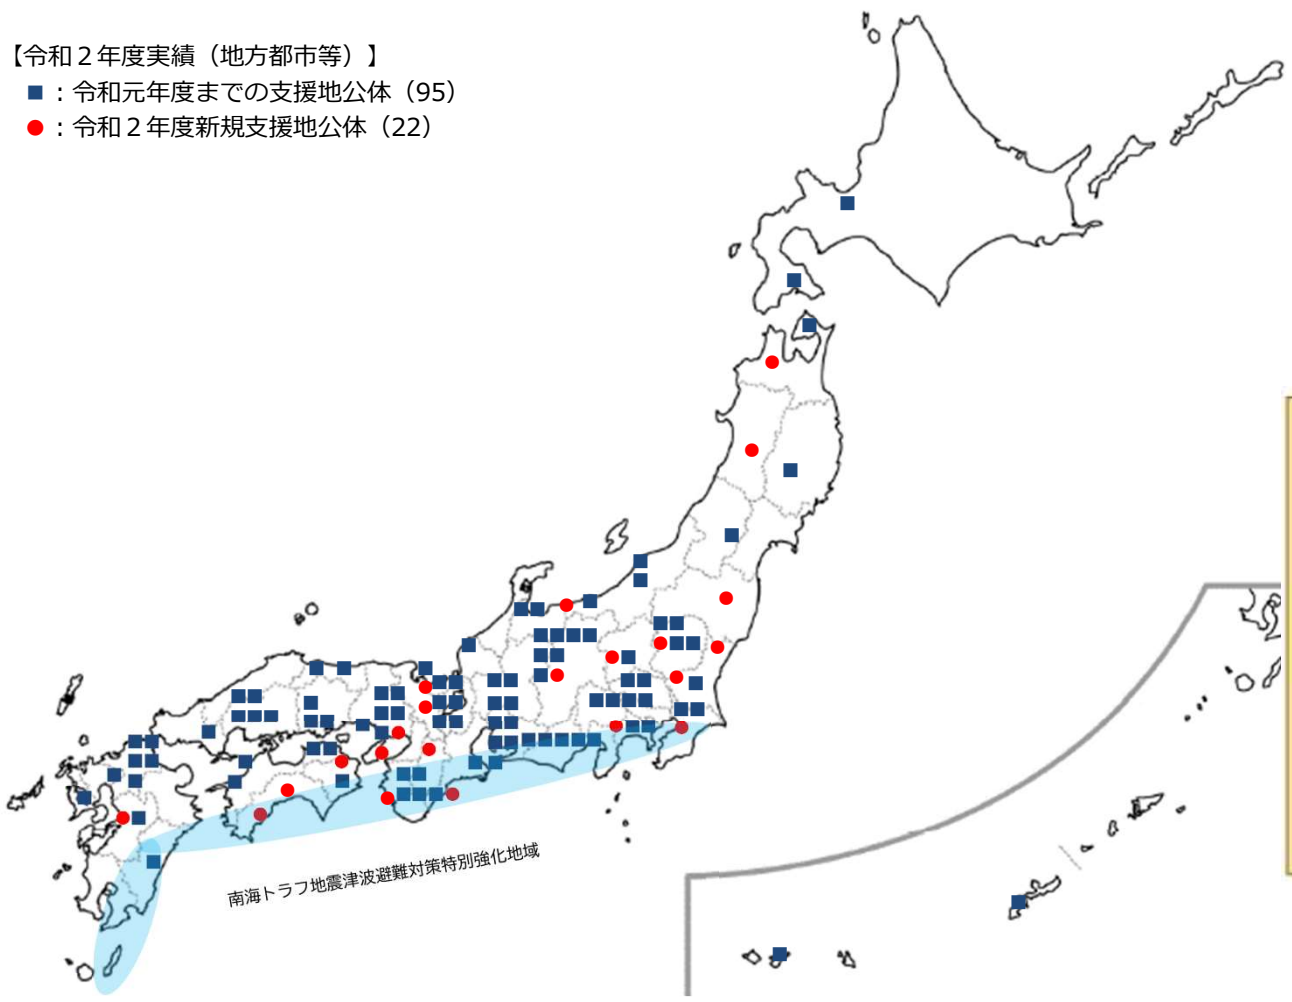 【令和２年度実績（地方都市等）】
■：令和元年度までの支援地公体（95）
●：令和２年度新規支援地公体（22）
南海トラフ地震津波避難対策特別強化地域